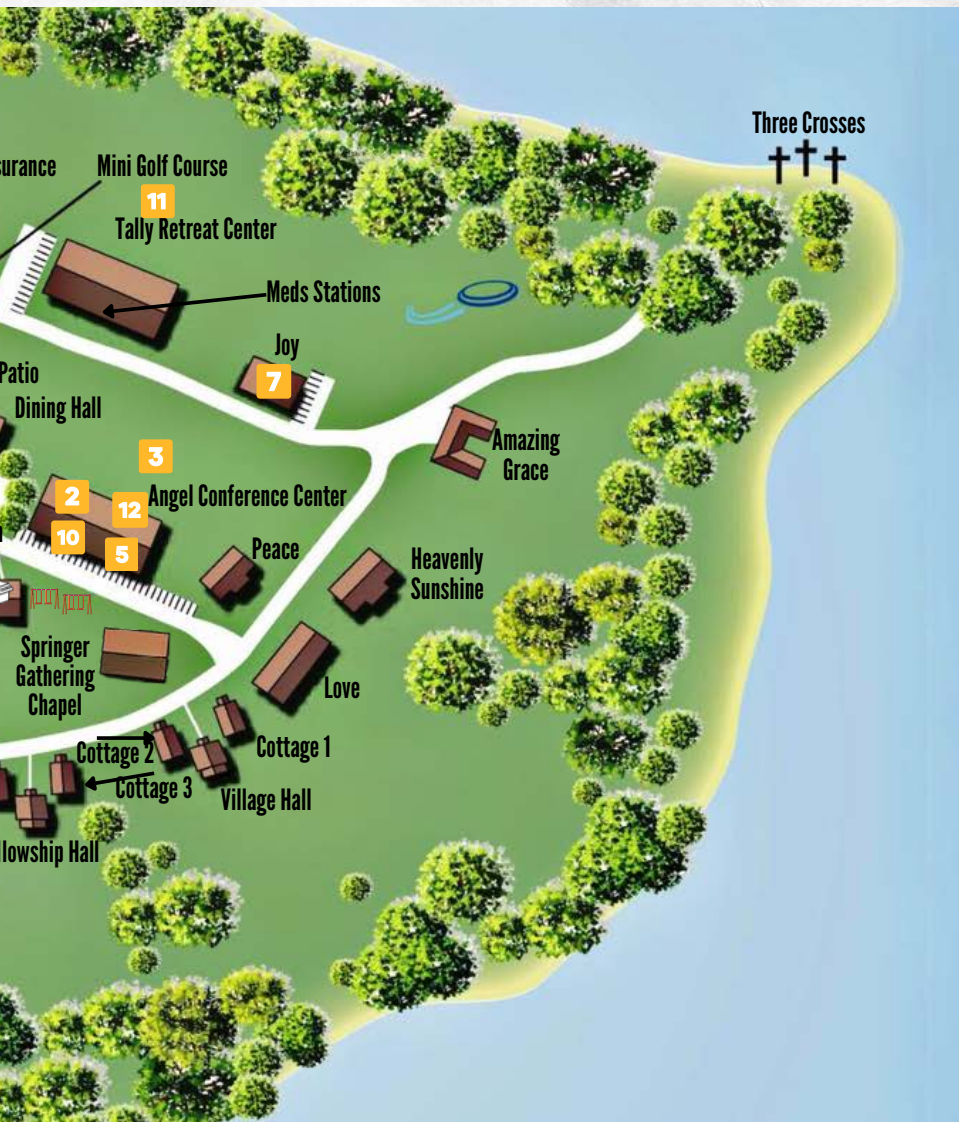 Three Crosses
surance
Mini Golf Course
11
Tally Retreat Center
Meds Stations
Joy
7
Patio
Dining Hall
3
Amazing
Grace
2
12
Angel Conference Center
10
5
Peace
Heavenly
Sunshine
Springer
Gathering
Chapel
Love
Cottage 2
Cottage 1
Cottage 3
Village Hall
llowship Hall